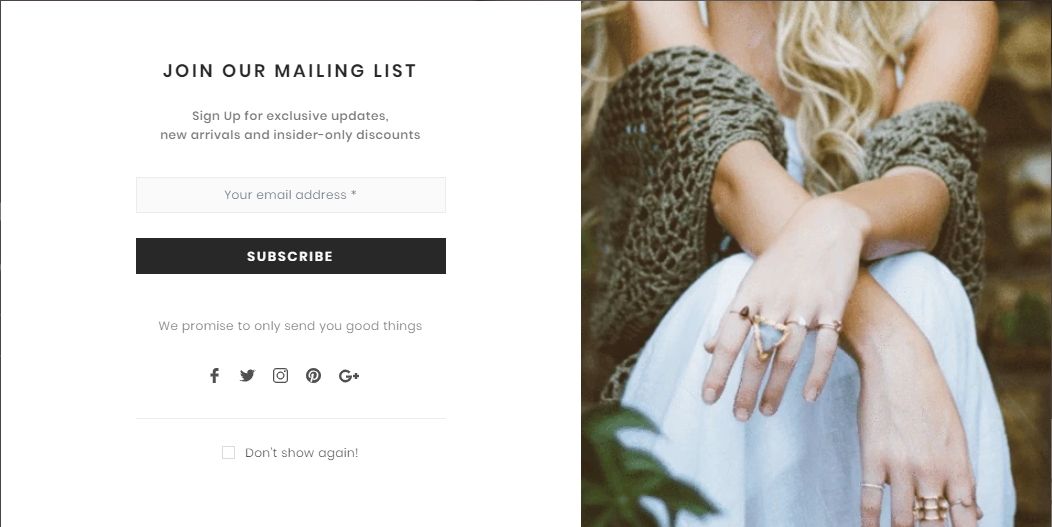 JOIN OUR MAILING LIST
Sign Up for exclusive updates,
new arrivals and insider-only discounts
Your email address *
SUBSCRIBE
We promise to only send you good things
Don't show again!